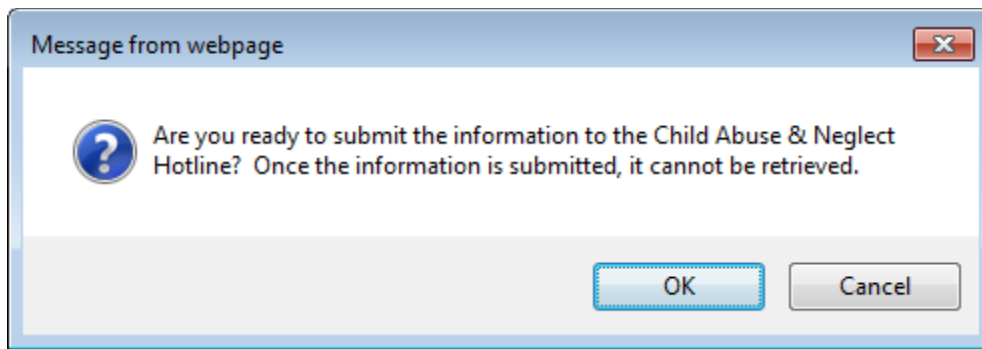 Message from webpage
Are you ready to submit the information to the Child Abuse & Neglect
Hotline?  Once the information is submitted, it cannot be retrieved.
OK
Cancel